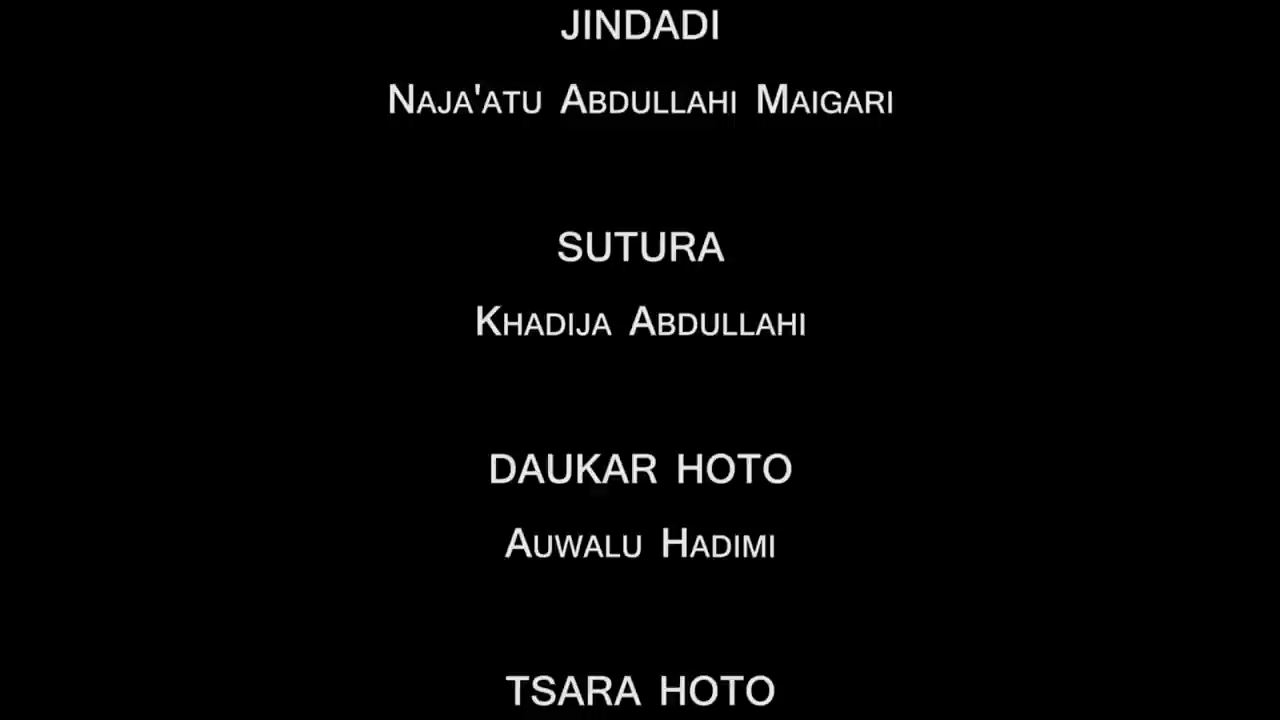 JINDADI
NAJA'ATU ABDULLAHI MAIGARI
SUTURA
KHADIJA ABDULLAHI
DAUKAR HOTO
AUWALU HADIMI
TSARA HOTO